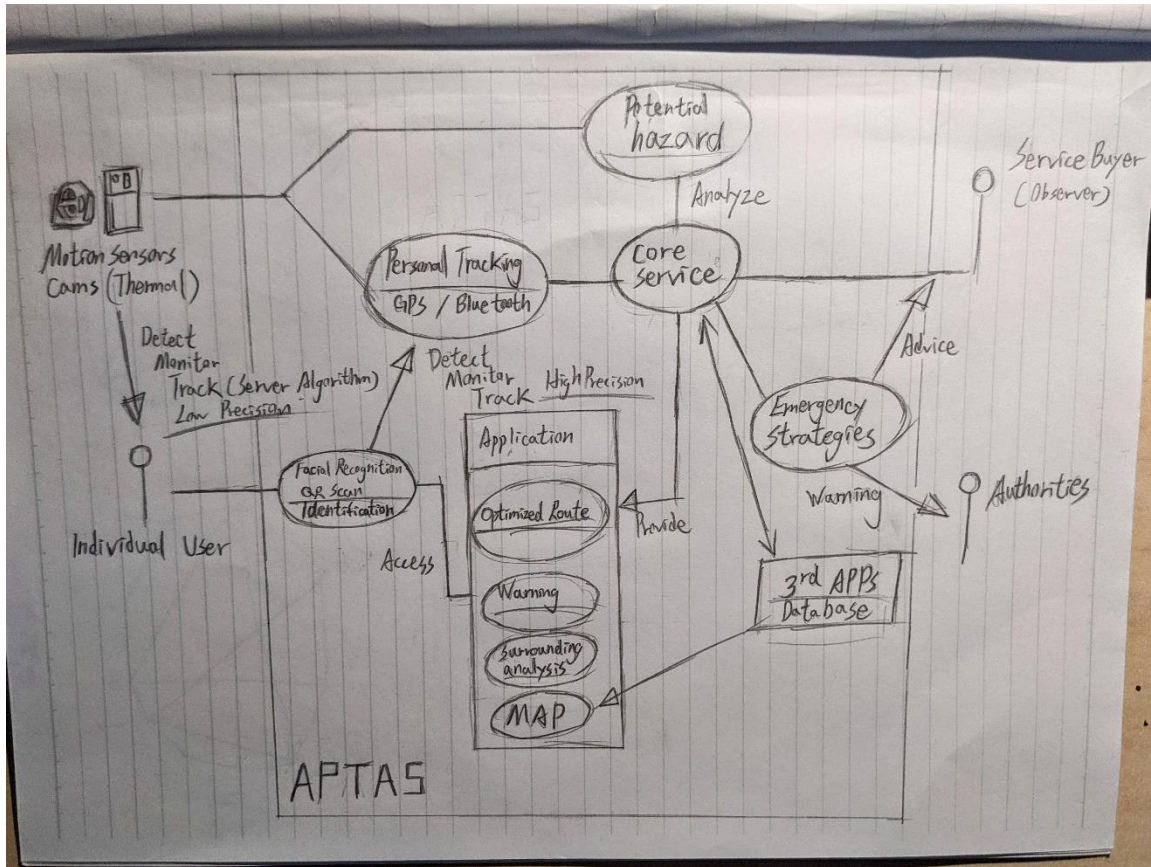 Potential
hazard
Analyze
Service Buyer
(Observer)
Motion Sensors
Cams (Thermal)
Personal Tracking
GPS / Bluetooth
Core
service
Detect
Monitor
Track (Server Algorithm)
Low Precision
Detect
Monitor
Track High Precision
Advice
Emergency
strategies
Application
Facial Recognition
QR Scan
Identification
Optimized Route
Provide
Warning
Authorities
Individual User
Access
Warning
Surrounding
analysis
MAP
3rd APPs
Database
APTAS